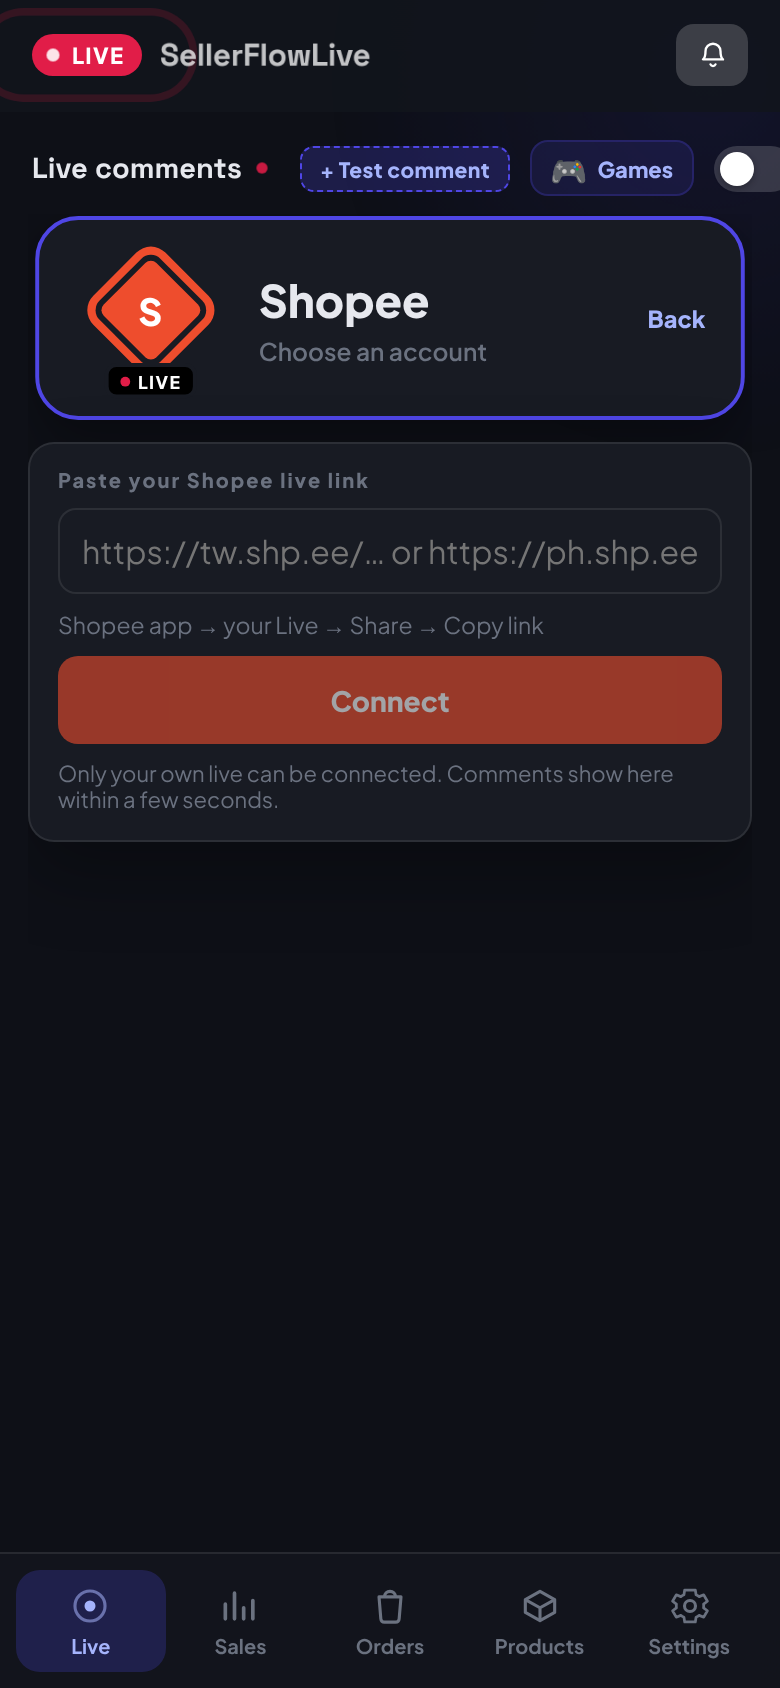 LIVE
SellerFlowLive
Live comments
+ Test comment
🎮 Games
S
LIVE
Shopee
Choose an account
Back
Paste your Shopee live link
https://tw.shp.ee/... or https://ph.shp.ee
Shopee app → your Live → Share → Copy link
Connect
Only your own live can be connected. Comments show here
within a few seconds.
Live
Sales
Orders
Products
Settings